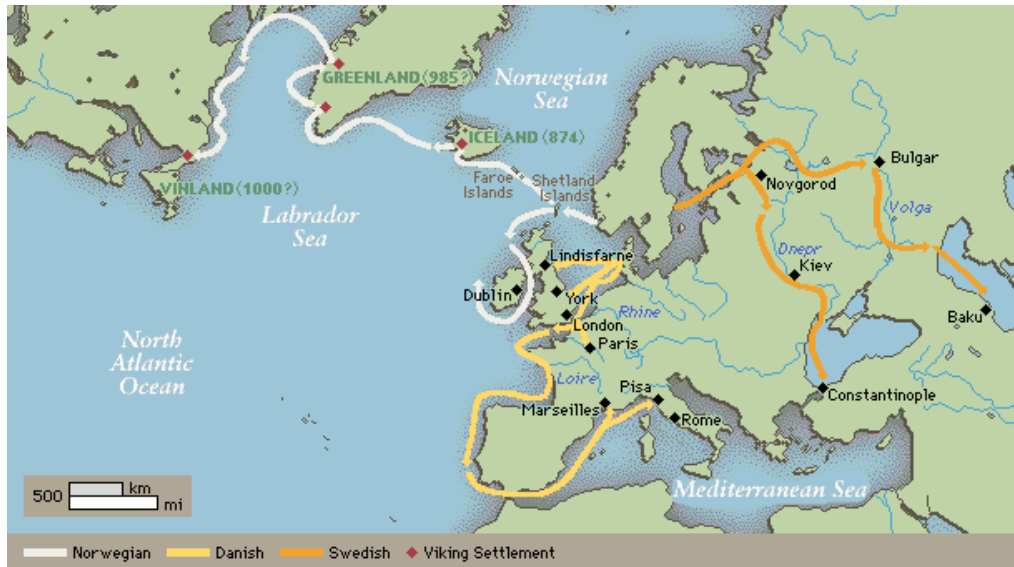 Norwegian
Sea
GREENLAND (985?)
ICELAND (874)
VINLAND (1000?)
Faroe
Islands
Shetland
Islands
Labrador
Sea
Bulgar
Novgorod
Volga
Dnepr
Kiev
Baku
Lindisfarne
Dublin
York
London
Rhine
Paris
North
Atlantic
Ocean
Loire
Pisa
Marseilles
Rome
Constantinople
Mediterranean Sea
500 km
mi
Norwegian Danish Swedish Viking Settlement